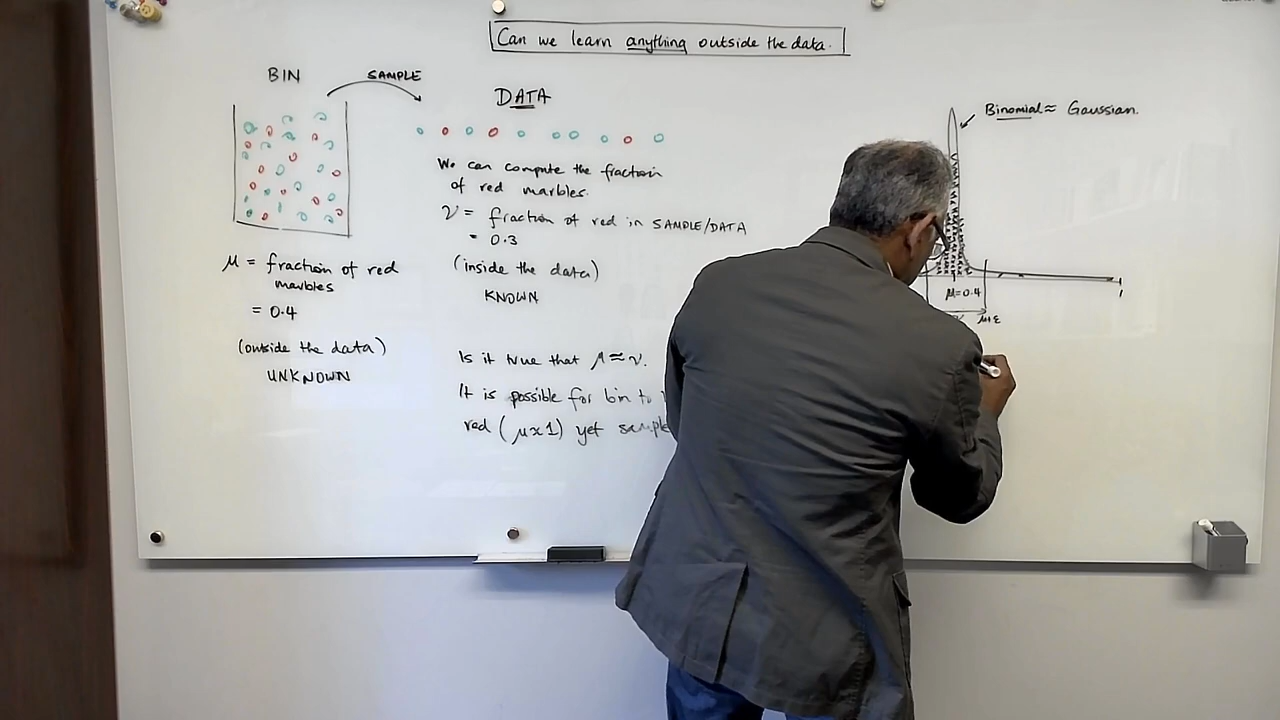 Can we learn anything outside the data.
BIN
SAMPLE
DATA
We can compute the fraction
of red marbles.
ν = fraction of red in SAMPLE/DATA
= 0.3
(inside the data)
KNOWN
μ = fraction of red
marbles
= 0.4
(outside the data)
UNKNOWN
Is it true that μ ≈ ν.
It is possible for bin to
red (μ≈1) yet sample
Binomial ≈ Gaussian.
μ=0.4
μ+ε
1